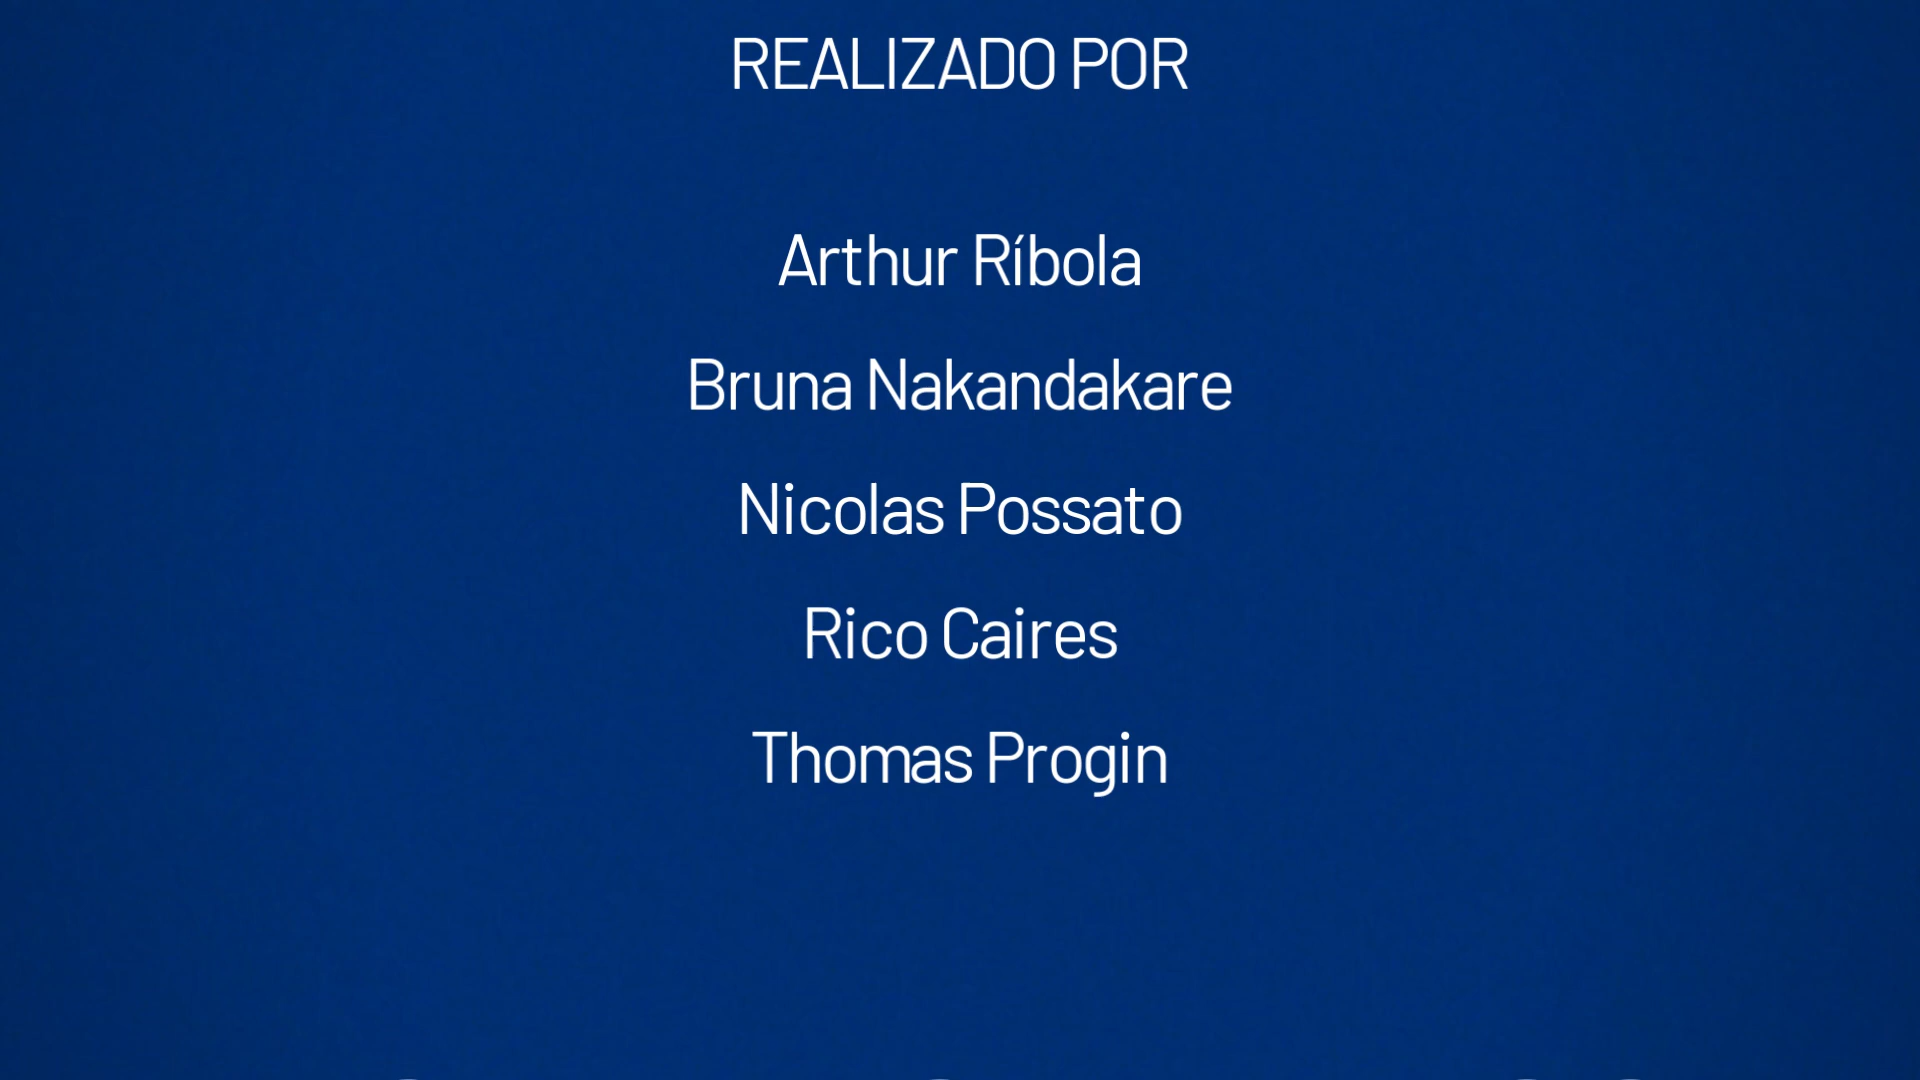 REALIZADO POR
Arthur Ríbola
Bruna Nakandakare
Nicolas Possato
Rico Caires
Thomas Progin